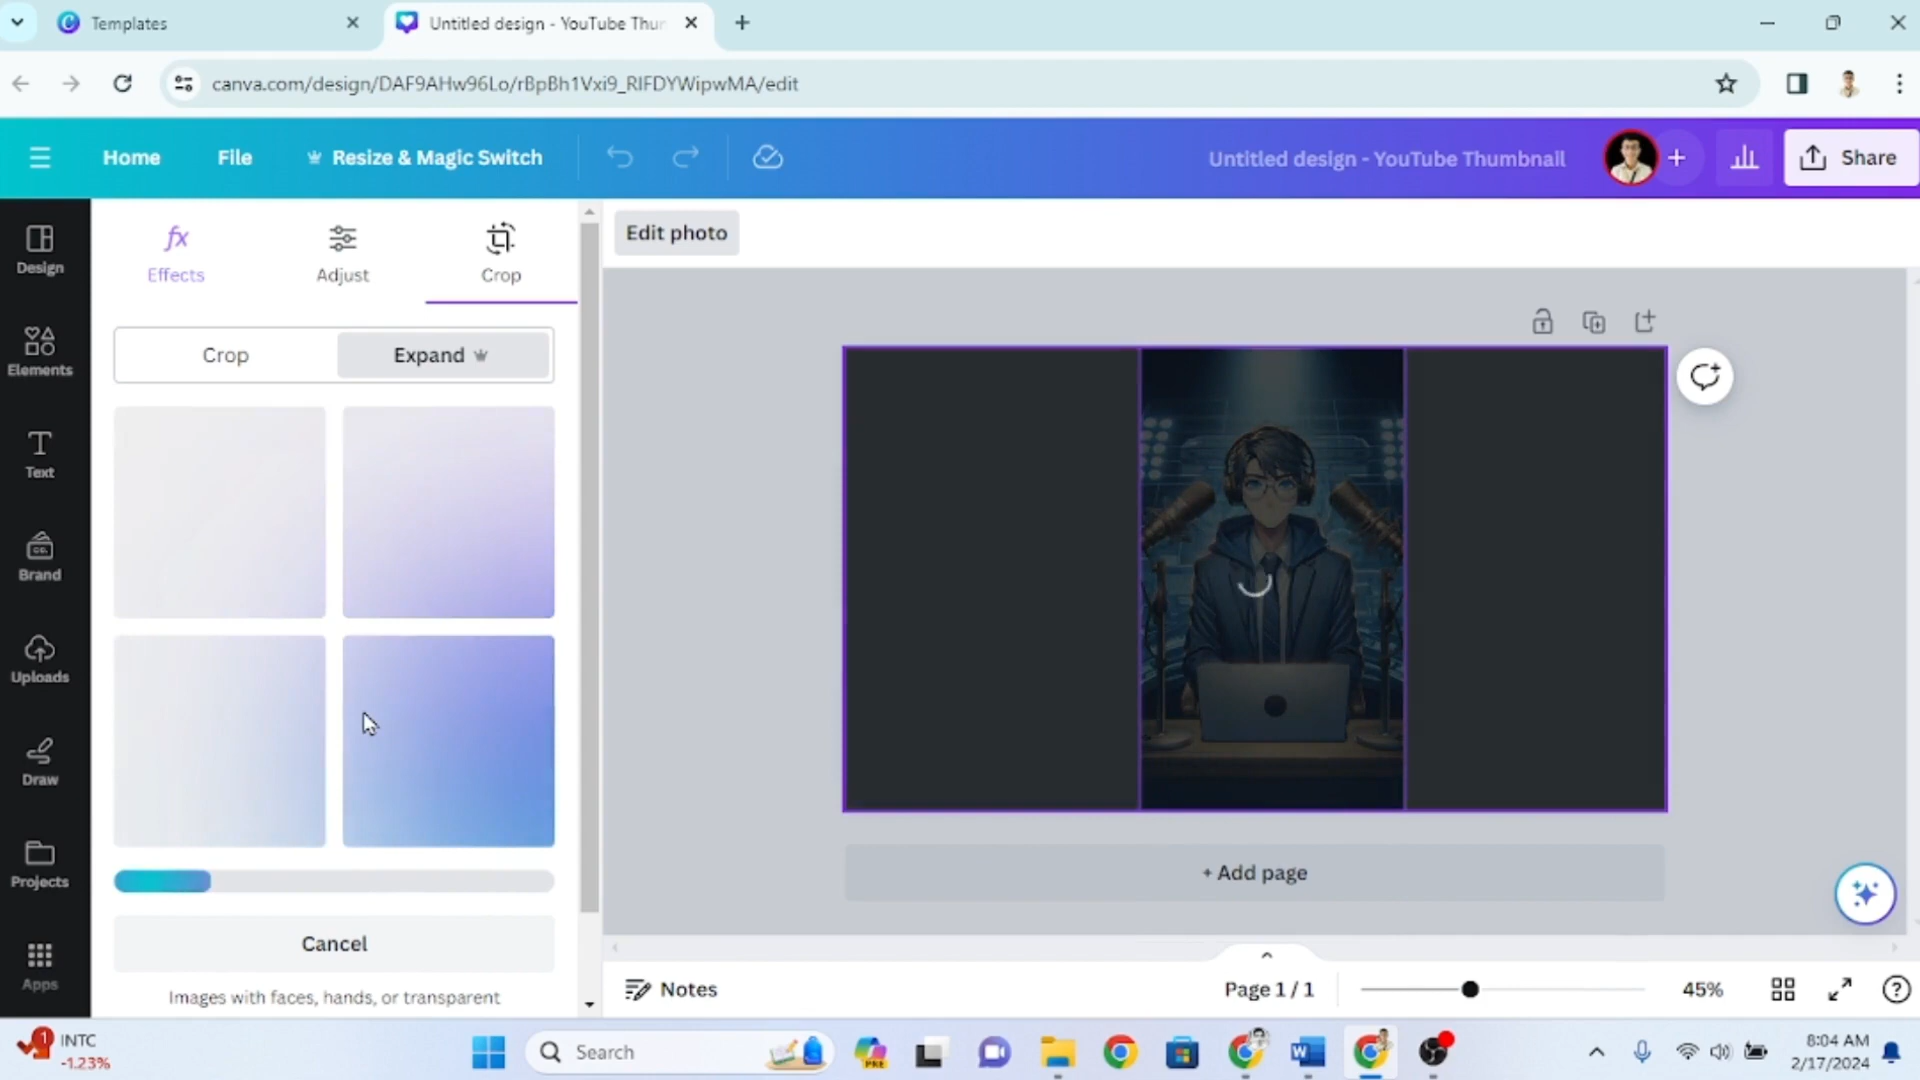 Templates
Untitled design - YouTube Thu
canva.com/design/DAF9AHw96Lo/rBpBh1Vxi9_RIFDYWipwMA/edit
Home
File
Resize & Magic Switch
Untitled design - YouTube Thumbnail
Share
Design
Elements
Text
Brand
Uploads
Draw
Projects
Apps
Effects
Adjust
Crop
Crop
Expand
Cancel
Images with faces, hands, or transparent
Edit photo
+ Add page
Notes
Page 1 / 1
45%
1
INTC
-1.23%
Search
PRE
8:04 AM
2/17/2024